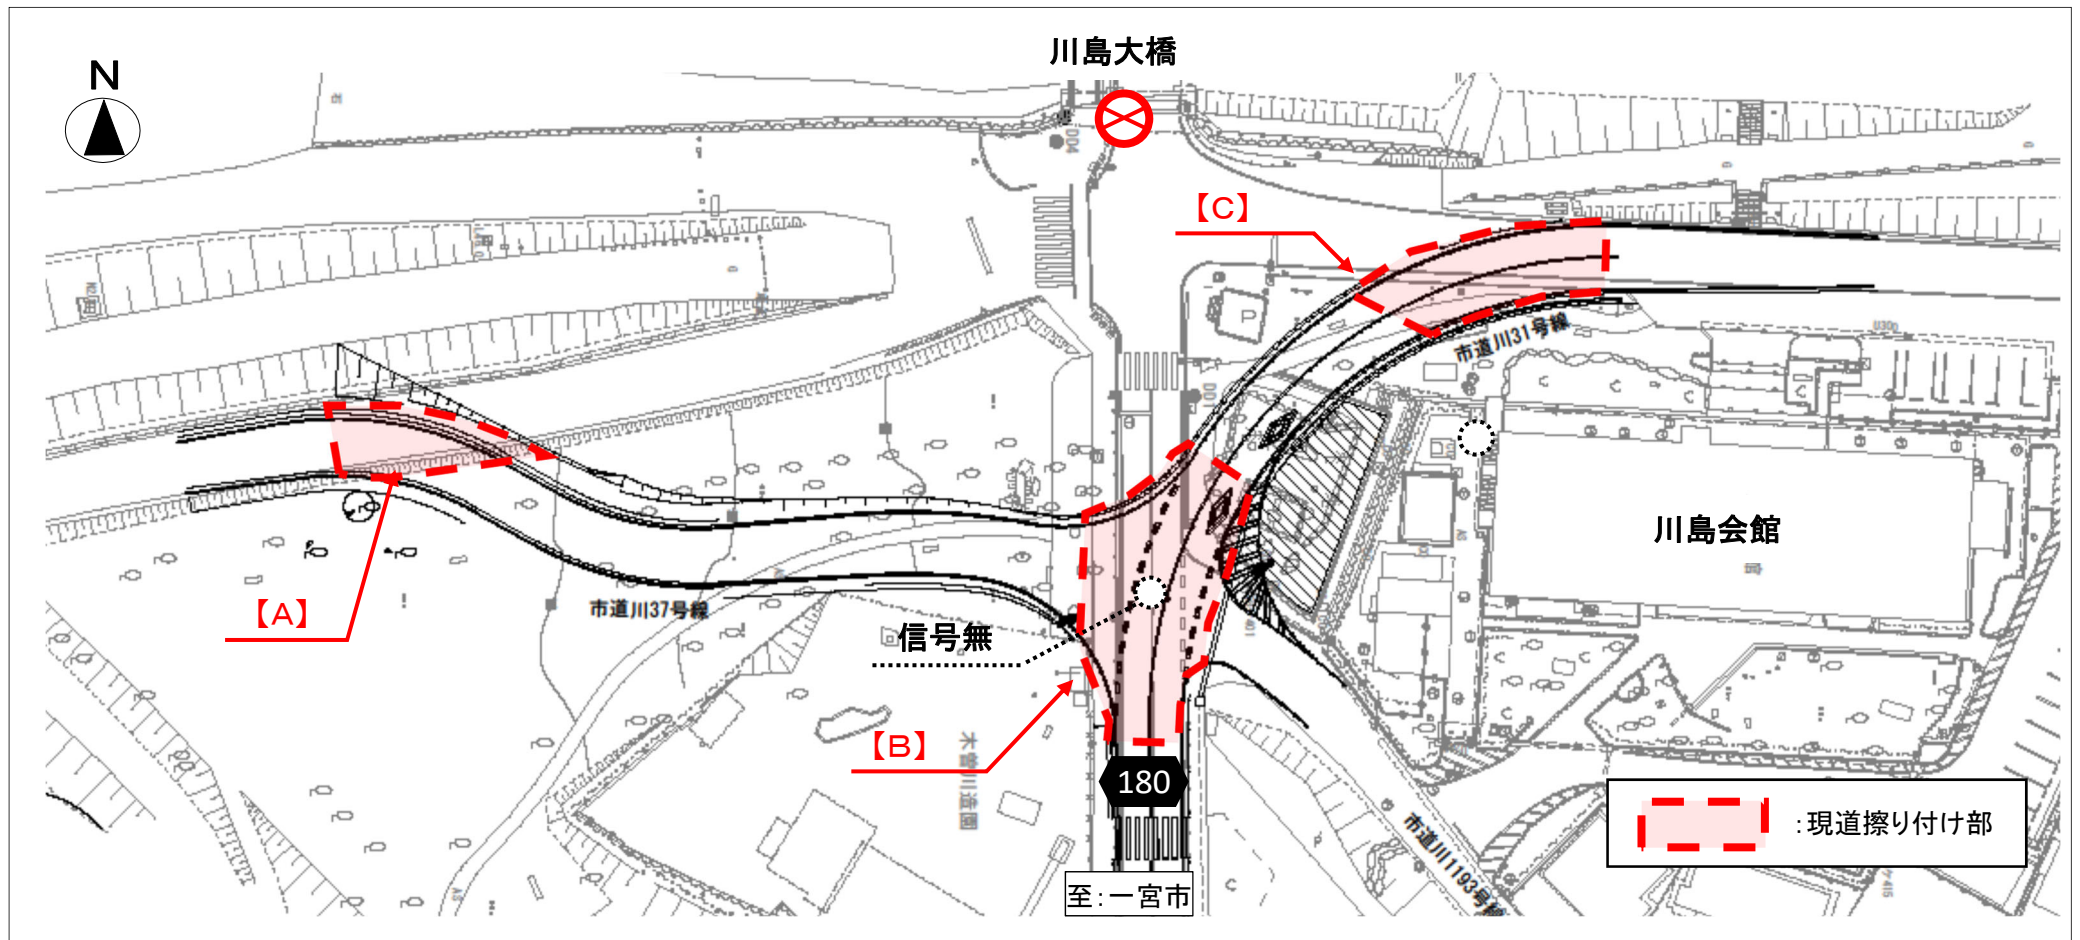 川島大橋
N
【C】
市道川31号線
川島会館
官
【A】
市道川37号線
信号無
【B】
180
木曽川造園
:現道擦り付け部
市道川1193号線
至:一宮市